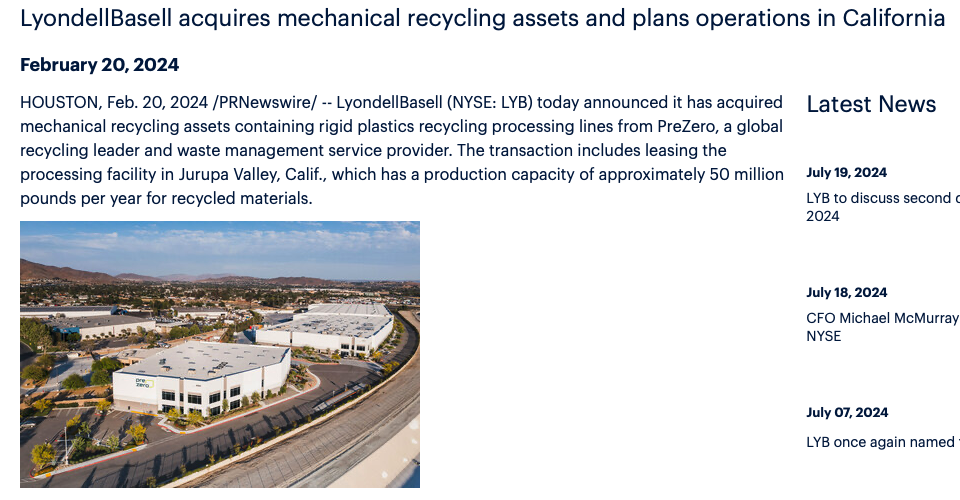 LyondellBasell acquires mechanical recycling assets and plans operations in California
February 20, 2024
HOUSTON, Feb. 20, 2024 /PRNewswire/ -- LyondellBasell (NYSE: LYB) today announced it has acquired
mechanical recycling assets containing rigid plastics recycling processing lines from PreZero, a global
recycling leader and waste management service provider. The transaction includes leasing the
processing facility in Jurupa Valley, Calif., which has a production capacity of approximately 50 million
pounds per year for recycled materials.
pre
zero
Latest News
July 19, 2024
LYB to discuss second
2024
July 18, 2024
CFO Michael McMurray
NYSE
July 07, 2024
LYB once again named